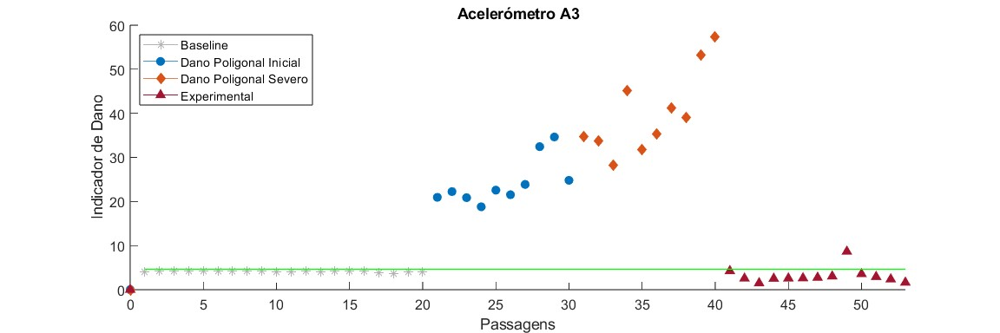 Acelerómetro A3
60
50
40
30
20
10
0
Indicador de Dano
Baseline
Dano Poligonal Inicial
Dano Poligonal Severo
Experimental
0 5 10 15 20 25 30 35 40 45 50
Passagens